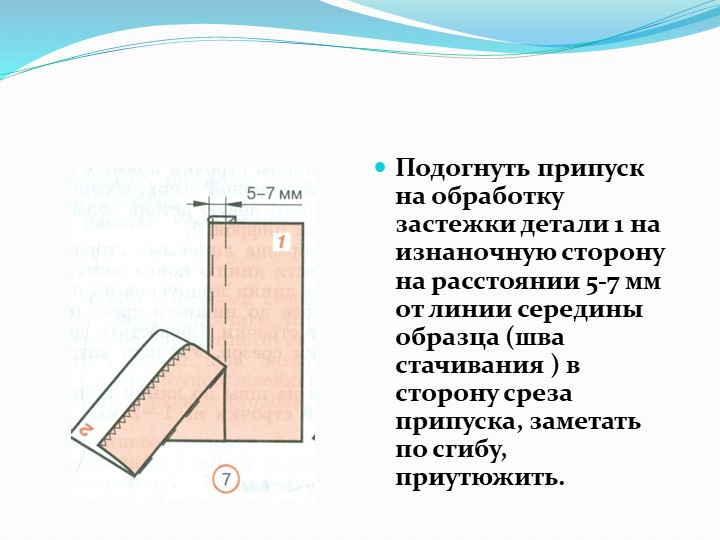 5–7 мм
1
2
7
Подогнуть припуск
на обработку
застежки детали 1 на
изнаночную сторону
на расстоянии 5-7 мм
от линии середины
образца (шва
стачивания ) в
сторону среза
припуска, заметать
по сгибу,
приутюжить.